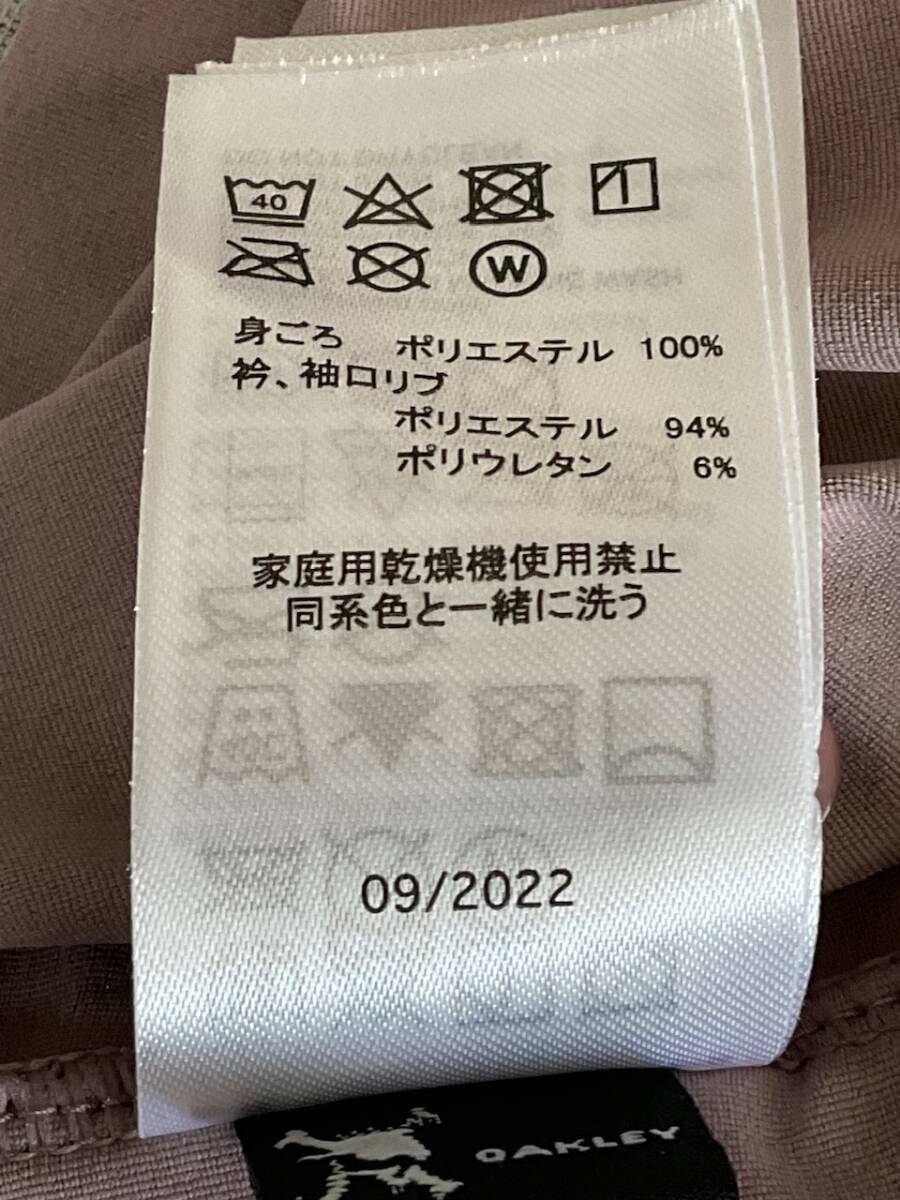 40
W
身ごろ ポリエステル 100%
衿、袖口リブ
ポリエステル 94%
ポリウレタン 6%
家庭用乾燥機使用禁止
同系色と一緒に洗う
09/2022
OAKLEY